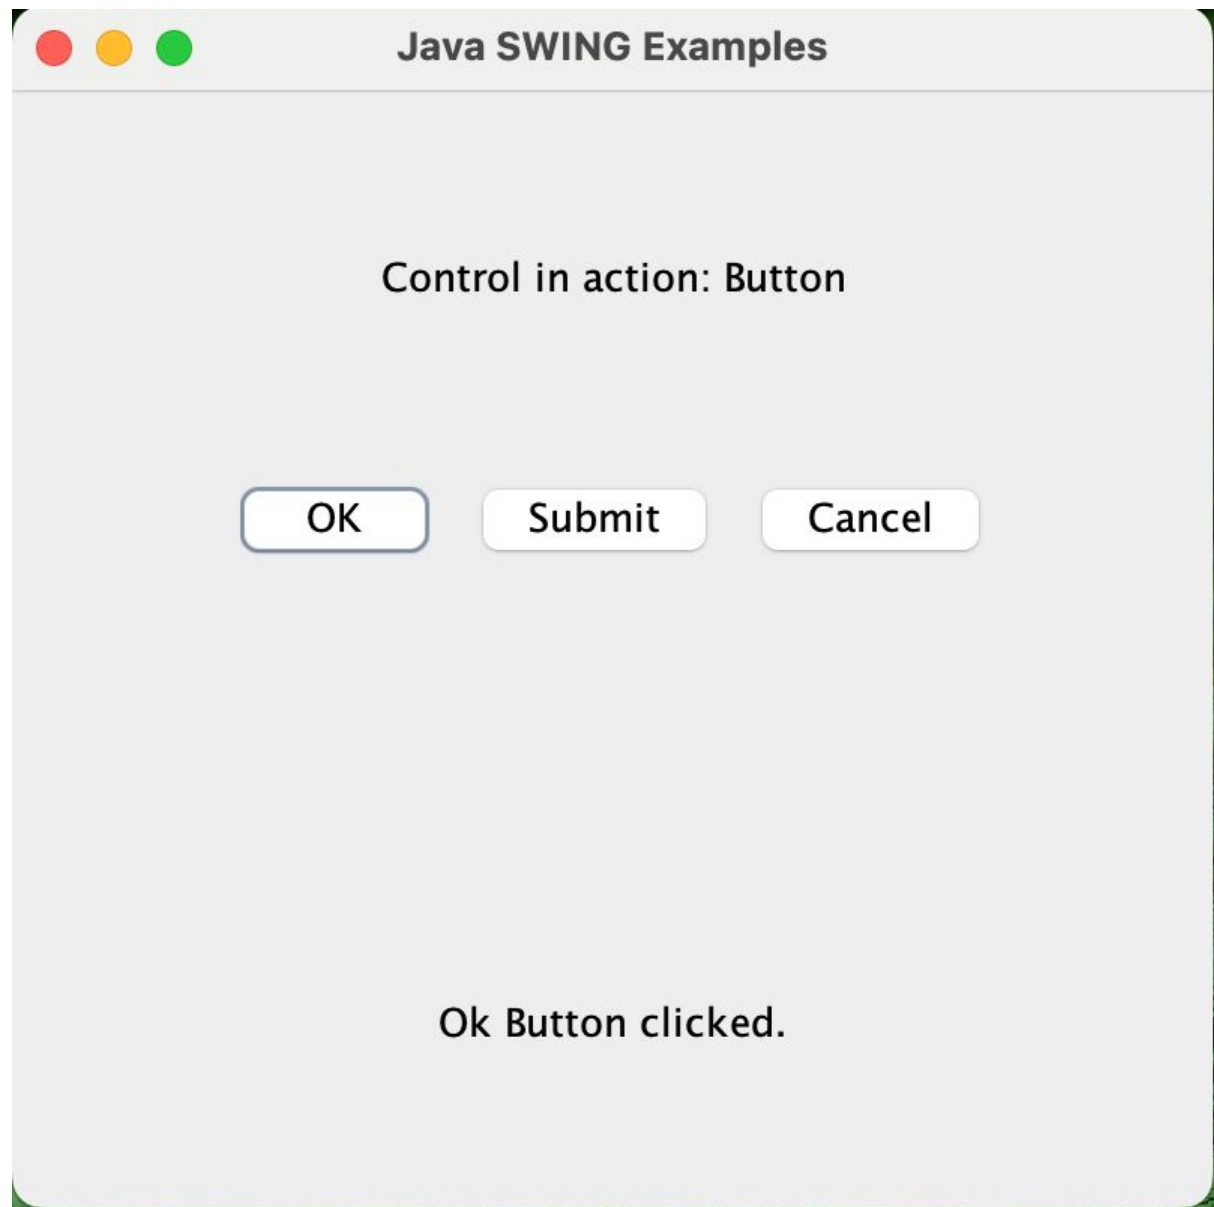 Java SWING Examples
Control in action: Button
OK Submit Cancel
Ok Button clicked.